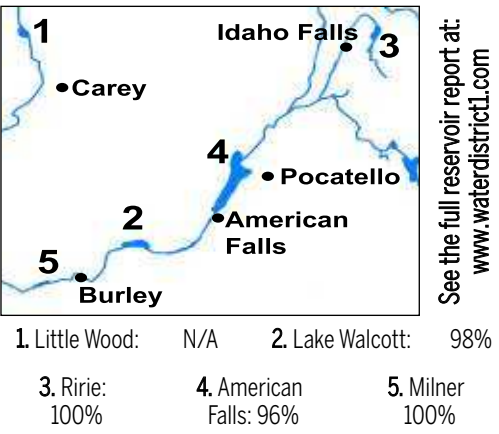 1
Idaho Falls
3
Carey
4
Pocatello
American
Falls
2
5
Burley
See the full reservoir report at:
www.waterdistrict1.com
1. Little Wood: N/A 2. Lake Walcott: 98%
3. Ririe: 4. American 5. Milner
100% Falls: 96% 100%